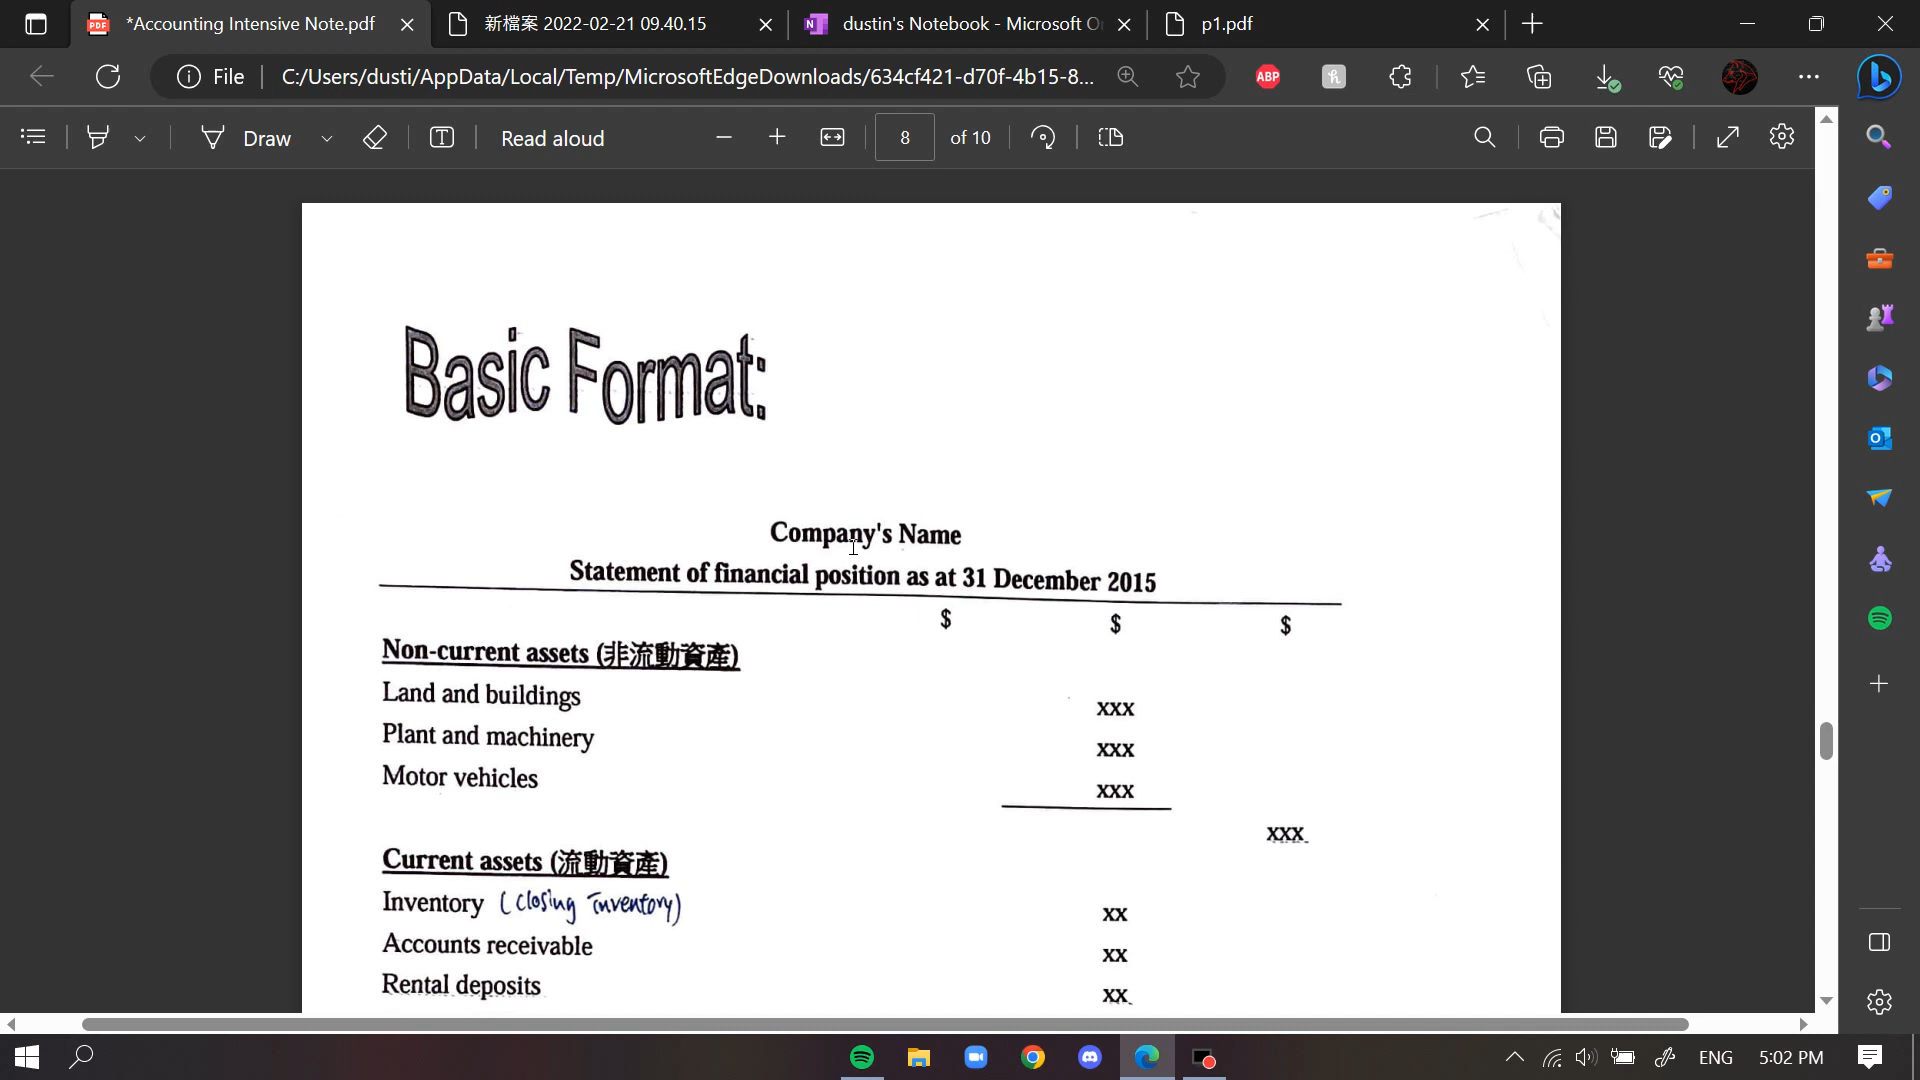 *Accounting Intensive Note.pdf
新檔案 2022-02-21 09.40.15
dustin's Notebook - Microsoft O
p1.pdf
File
C:/Users/dusti/AppData/Local/Temp/MicrosoftEdgeDownloads/634cf421-d70f-4b15-8...
ABP
Draw
Read aloud
8
of 10
Basic Format:
Company's Name
Statement of financial position as at 31 December 2015
$ $ $
Non-current assets (非流動資產)
Land and buildings xxx
Plant and machinery xxx
Motor vehicles xxx
xxx
Current assets (流動資產)
Inventory (closing inventory) xx
Accounts receivable xx
Rental deposits xx
ENG
5:02 PM